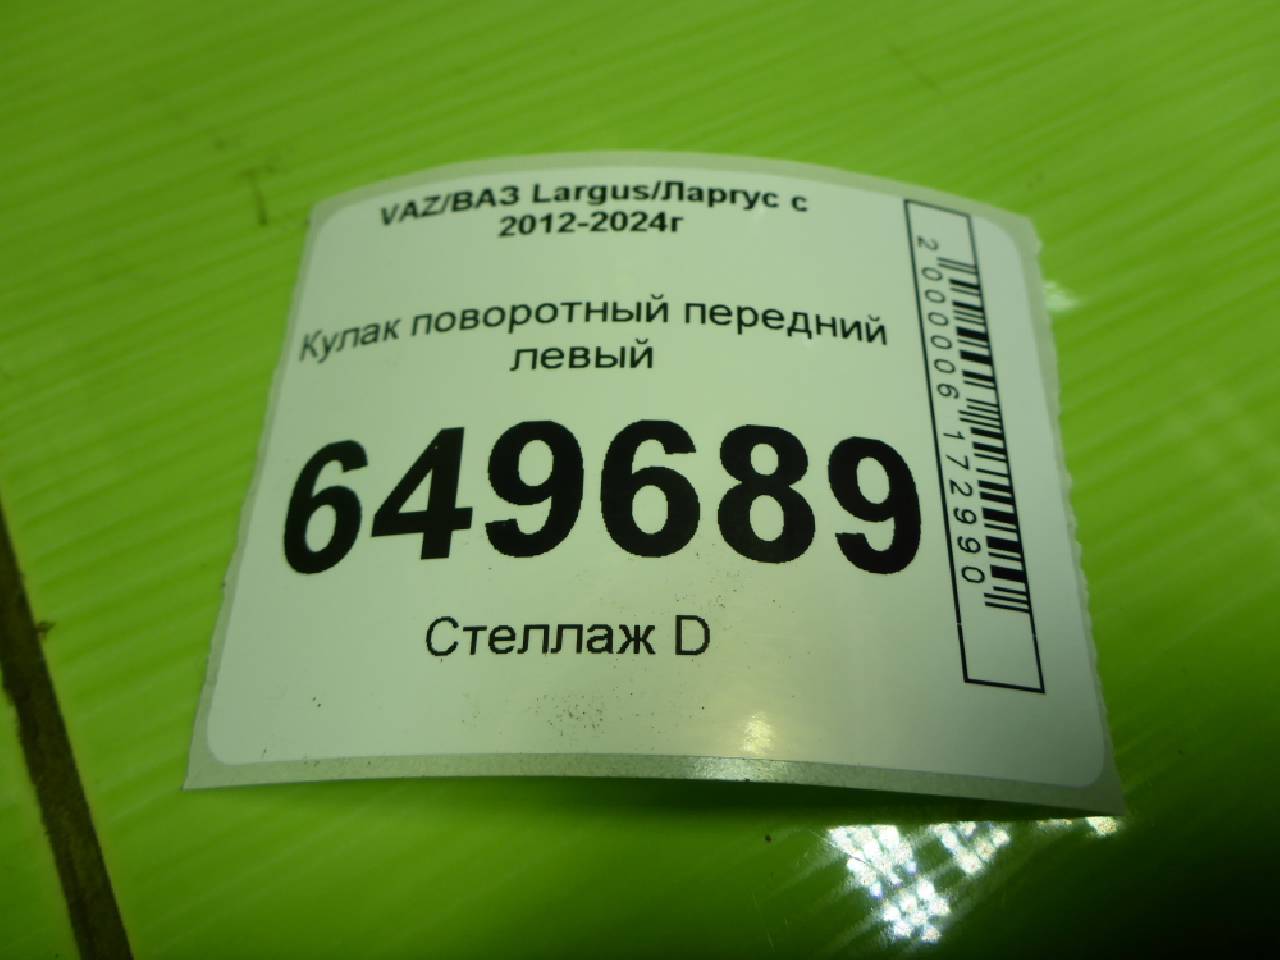 VAZ/ВАЗ Largus/Ларгус с
2012-2024г
Кулак поворотный передний
левый
649689
Стеллаж D
2000006172990